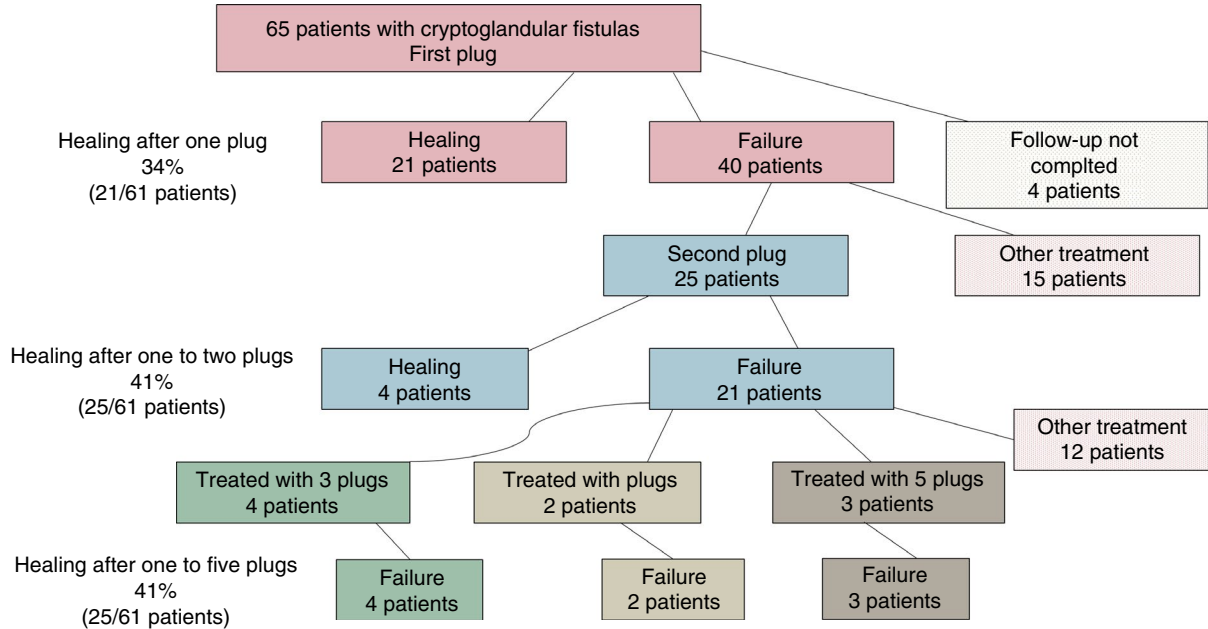 65 patients with cryptoglandular fistulas
First plug
Healing after one plug
34%
(21/61 patients)
Healing
21 patients
Failure
40 patients
Follow-up not
complted
4 patients
Second plug
25 patients
Other treatment
15 patients
Healing after one to two plugs
41%
(25/61 patients)
Healing
4 patients
Failure
21 patients
Other treatment
12 patients
Treated with 3 plugs
4 patients
Treated with plugs
2 patients
Treated with 5 plugs
3 patients
Healing after one to five plugs
41%
(25/61 patients)
Failure
4 patients
Failure
2 patients
Failure
3 patients